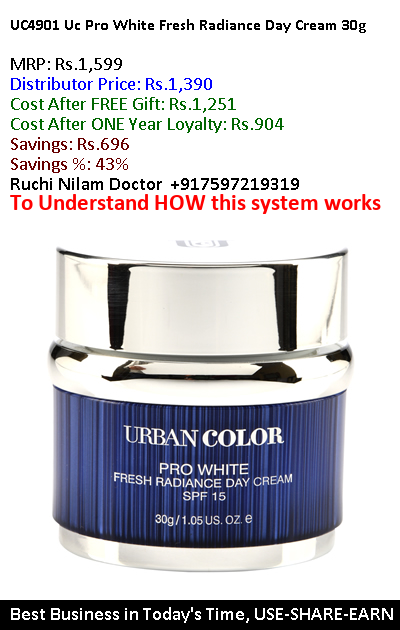 UC4901 Uc Pro White Fresh Radiance Day Cream 30g
MRP: Rs.1,599
Distributor Price: Rs.1,390
Cost After FREE Gift: Rs.1,251
Cost After ONE Year Loyalty: Rs.904
Savings: Rs.696
Savings %: 43%
Ruchi Nilam Doctor +917597219319
To Understand HOW this system works
URBAN COLOR
PRO WHITE
FRESH RADIANCE DAY CREAM
SPF 15
30g / 1.05 US. OZ. e
Best Business in Today's Time, USE-SHARE-EARN